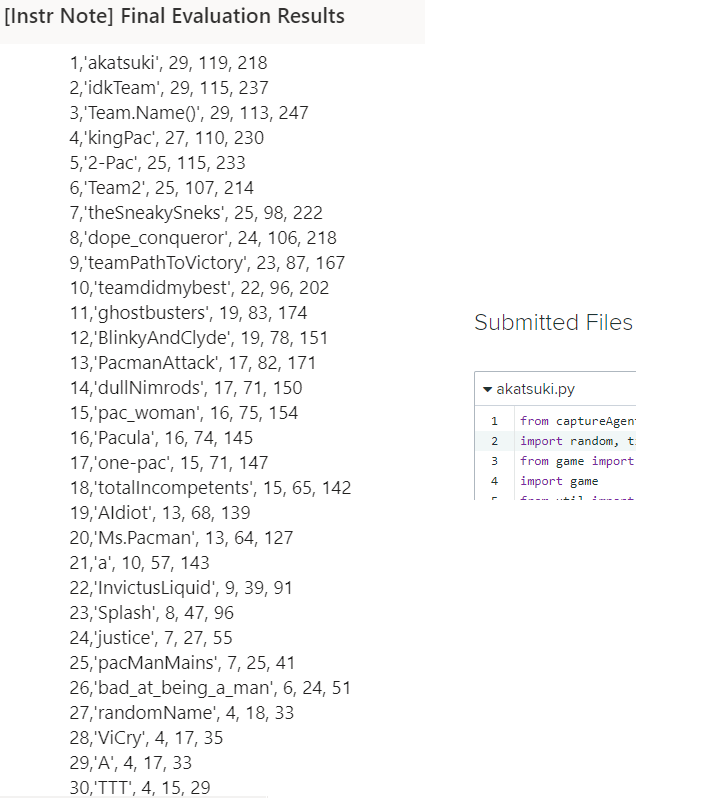 [Instr Note] Final Evaluation Results
1,'akatsuki', 29, 119, 218
2,'idkTeam', 29, 115, 237
3,'Team.Name()', 29, 113, 247
4,'kingPac', 27, 110, 230
5,'2-Pac', 25, 115, 233
6,'Team2', 25, 107, 214
7,'theSneakySneks', 25, 98, 222
8,'dope_conqueror', 24, 106, 218
9,'teamPathToVictory', 23, 87, 167
10,'teamdidmybest', 22, 96, 202
11,'ghostbusters', 19, 83, 174
12,'BlinkyAndClyde', 19, 78, 151
13,'PacmanAttack', 17, 82, 171
14,'dullNimrods', 17, 71, 150
15,'pac_woman', 16, 75, 154
16,'Pacula', 16, 74, 145
17,'one-pac', 15, 71, 147
18,'totalIncompetents', 15, 65, 142
19,'AIdiot', 13, 68, 139
20,'Ms.Pacman', 13, 64, 127
21,'a', 10, 57, 143
22,'InvictusLiquid', 9, 39, 91
23,'Splash', 8, 47, 96
24,'justice', 7, 27, 55
25,'pacManMains', 7, 25, 41
26,'bad_at_being_a_man', 6, 24, 51
27,'randomName', 4, 18, 33
28,'ViCry', 4, 17, 35
29,'A', 4, 17, 33
30,'TTT', 4, 15, 29
Submitted Files
akatsuki.py
1 from captureAgen
2 import random, t
3 from game import
4 import game